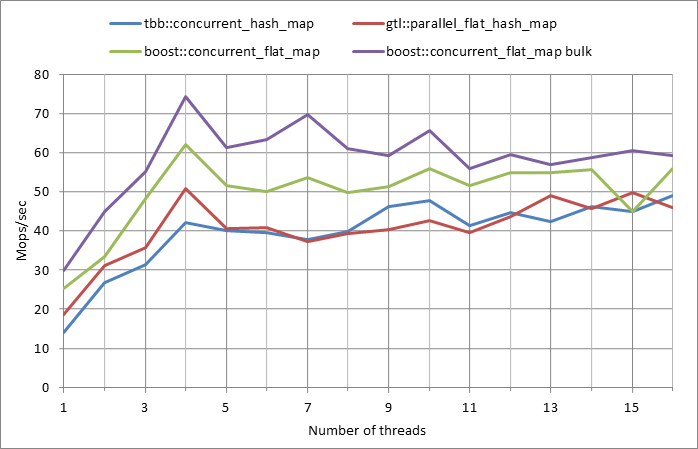 tbb::concurrent_hash_map gtl::parallel_flat_hash_map
boost::concurrent_flat_map boost::concurrent_flat_map bulk
80
70
60
50
40
30
20
10
0
Mops/sec
1 3 5 7 9 11 13 15
Number of threads